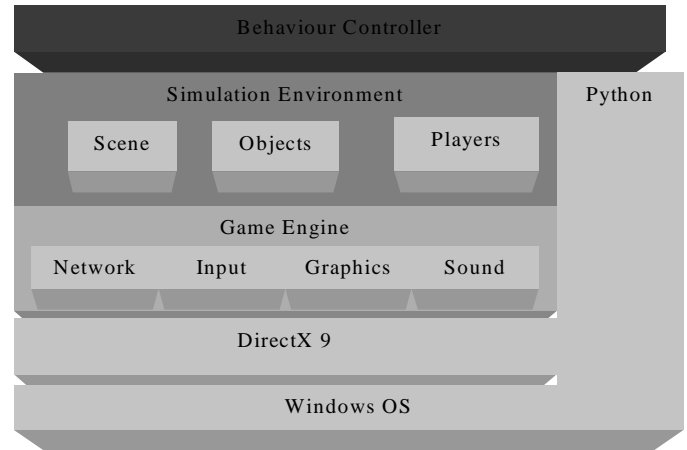 Behaviour Controller
Simulation Environment
Python
Scene
Objects
Players
Game Engine
Network
Input
Graphics
Sound
DirectX 9
Windows OS